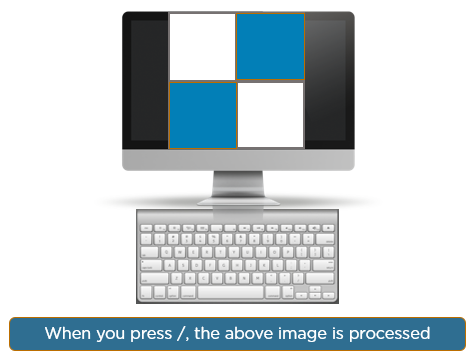 When you press /, the above image is processed